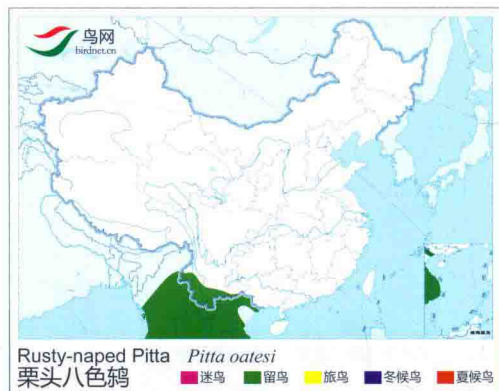 鸟网
birdnet.cn
Rusty-naped Pitta Pitta oatesi
栗头八色鸫
迷鸟 留鸟 旅鸟 冬候鸟 夏候鸟